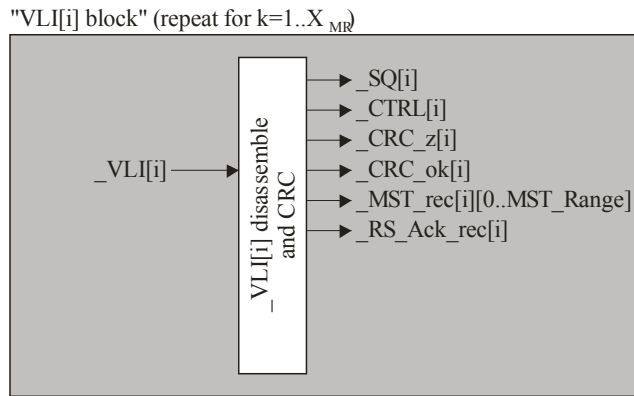 "VLI[i] block" (repeat for k=1..X MR)
_SQ[i]
_CTRL[i]
_CRC_z[i]
_VLI[i]
_CRC_ok[i]
_MST_rec[i][0..MST_Range]
_RS_Ack_rec[i]
_VLI[i] disassemble
and CRC